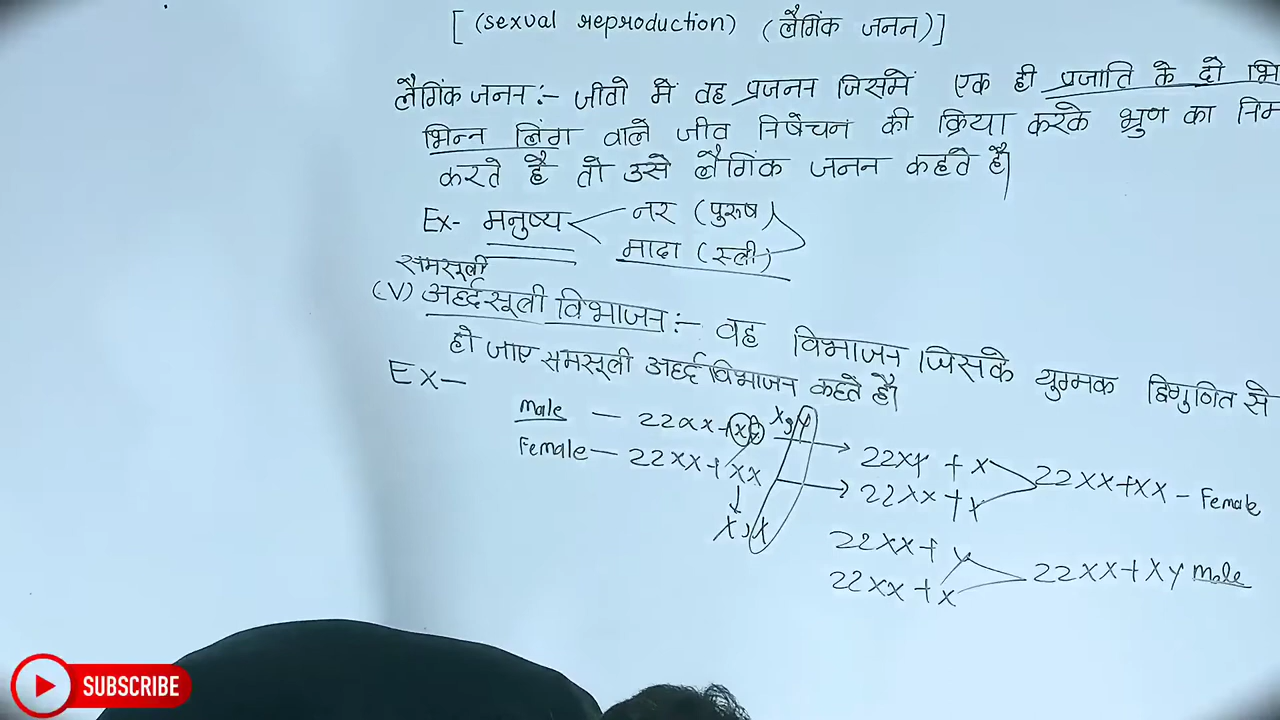 [ (sexual reproduction) (लैगिंक जनन)]
लैगिंक जनन :- जीवो में वह प्रजनन जिसमें एक ही प्रजाति के दो भि
भिन्न लिंग वाले जीव निषेचन की क्रिया करके भ्रुण का निम
करते है तो उसे लैगिंक जनन कहते है।
Ex- मनुष्य नर (पुरुष)
मादा (स्त्री)
समसूत्री
(V) अर्ध्दसूत्री विभाजन :- वह विभाजन जिसके युग्मक द्विगुणित से
हो जाए समसूत्री अर्ध्द विभाजन कहते है।
Ex-
male - 22xx+xy x,y
Female - 22xx+xx
x,x
22xx + x
22xx + x
22xx+xx - Female
22xx + y
22xx + x
22xx+xy male
SUBSCRIBE